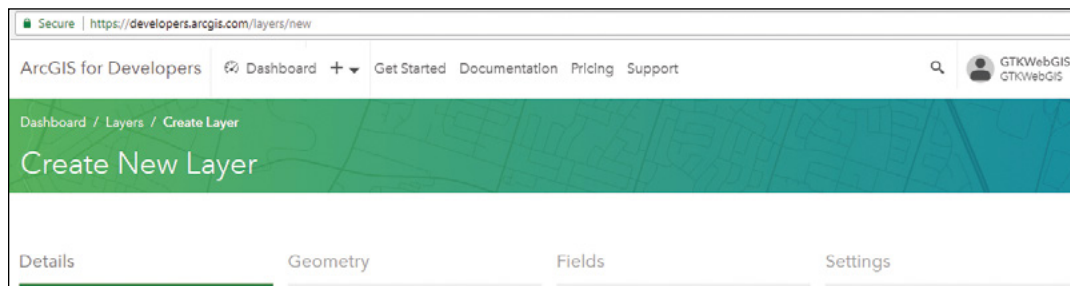 Secure | https://developers.arcgis.com/layers/new
ArcGIS for Developers Dashboard + Get Started Documentation Pricing Support GTKWebGIS
GTKWebGIS
Dashboard / Layers / Create Layer
Create New Layer
Details Geometry Fields Settings